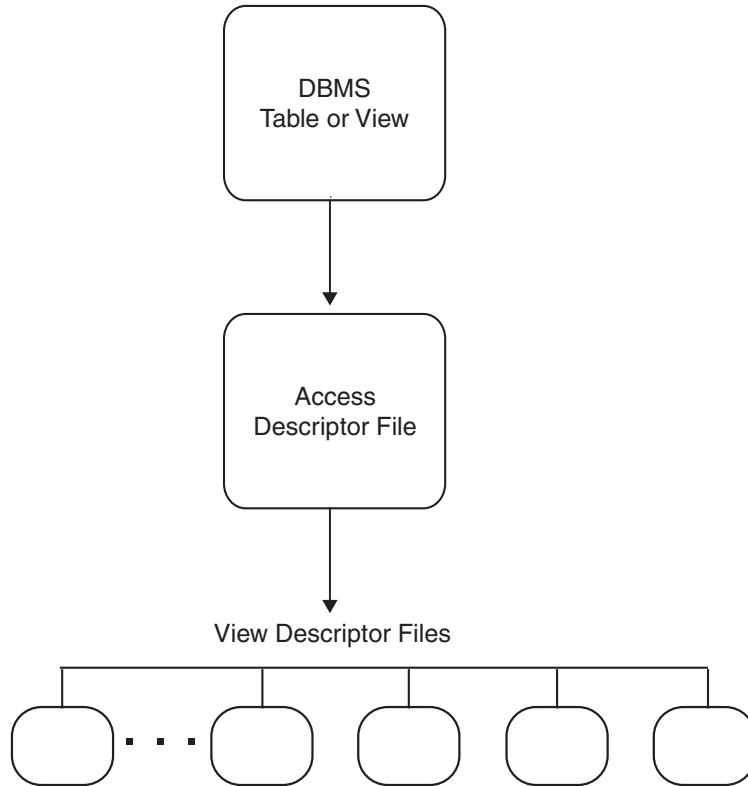 DBMS
Table or View
Access
Descriptor File
View Descriptor Files